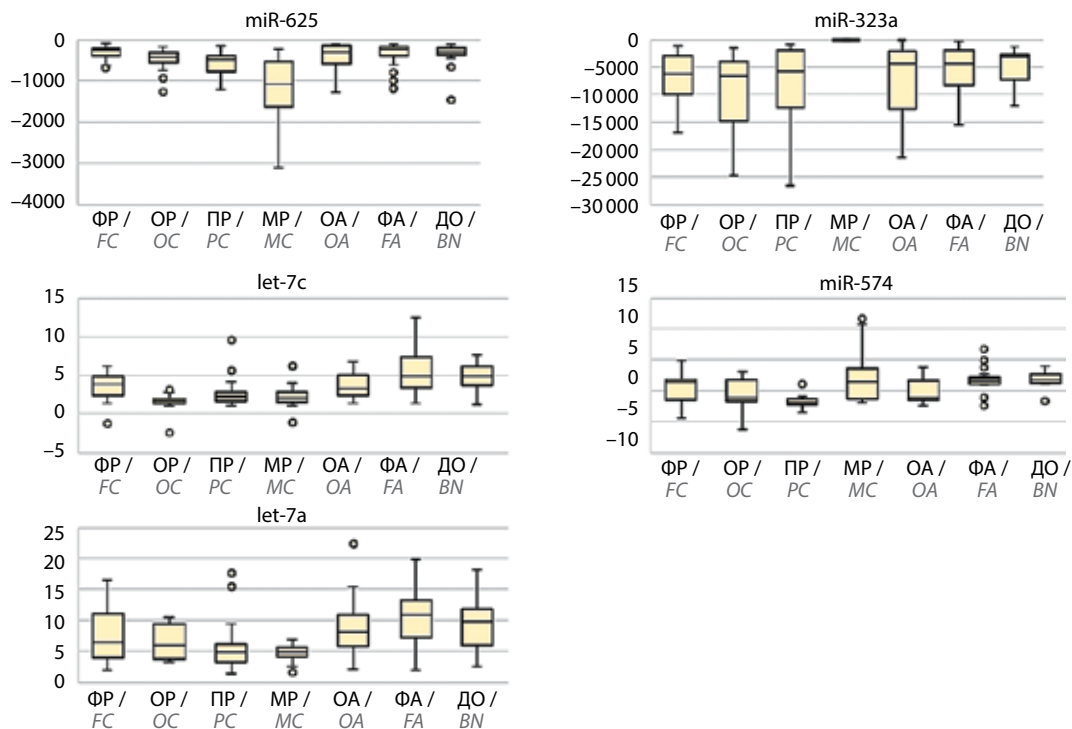 miR-625
0
–1000
–2000
–3000
–4000
ФР / ОР / ПР / МР / ОА / ФА / ДО /
FC OC PC MC OA FA BN
miR-323a
0
–5000
–10 000
–15 000
–20 000
–25 000
–30 000
ФР / ОР / ПР / МР / ОА / ФА / ДО /
FC OC PC MC OA FA BN
let-7c
15
10
5
0
–5
ФР / ОР / ПР / МР / ОА / ФА / ДО /
FC OC PC MC OA FA BN
miR-574
15
10
5
0
–5
–10
ФР / ОР / ПР / МР / ОА / ФА / ДО /
FC OC PC MC OA FA BN
let-7a
25
20
15
10
5
0
ФР / ОР / ПР / МР / ОА / ФА / ДО /
FC OC PC MC OA FA BN